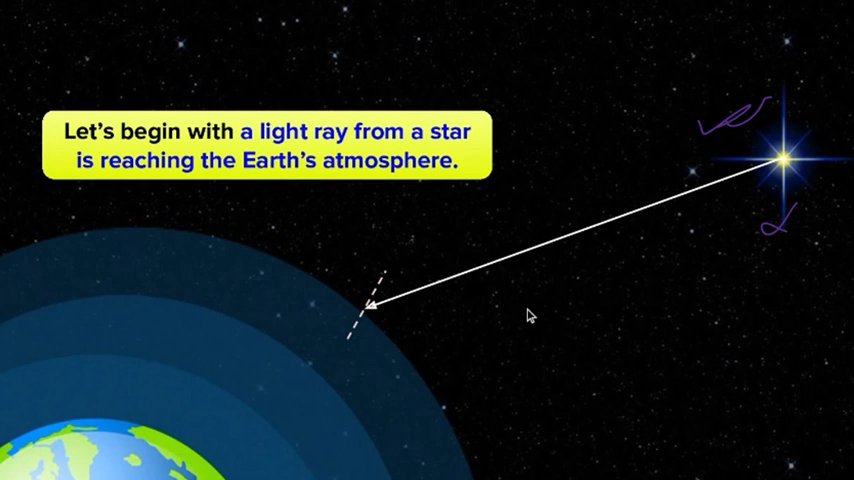 Let's begin with a light ray from a star
is reaching the Earth's atmosphere.